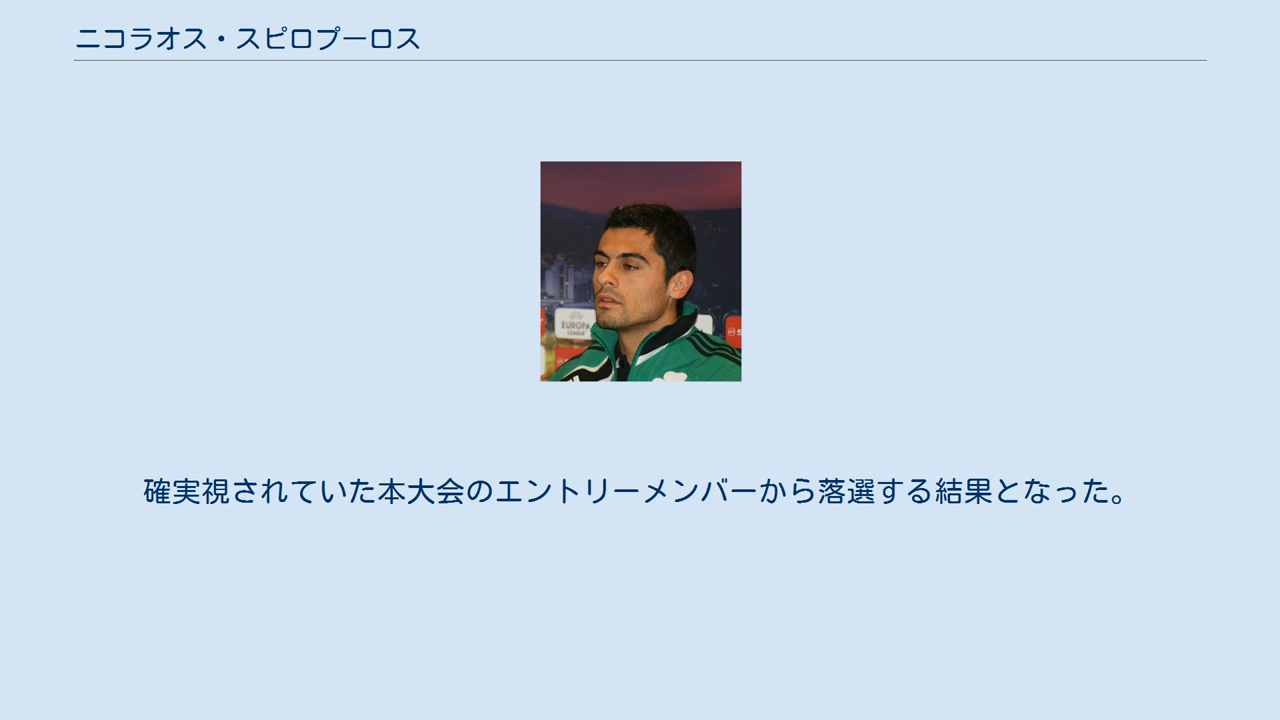 ニコラオス・スピロプーロス
EUROPA
LEAGUE
確実視されていた本大会のエントリーメンバーから落選する結果となった。